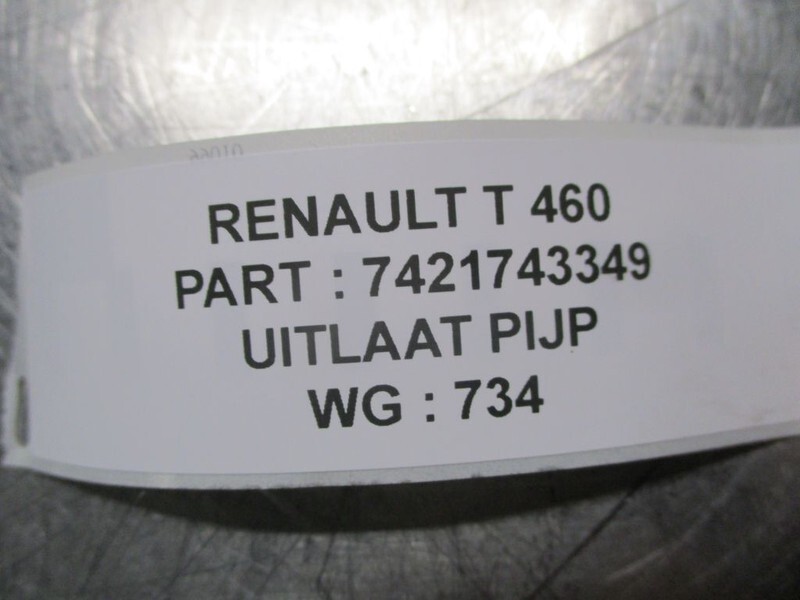 RENAULT T 460
PART : 7421743349
UITLAAT PIJP
WG : 734